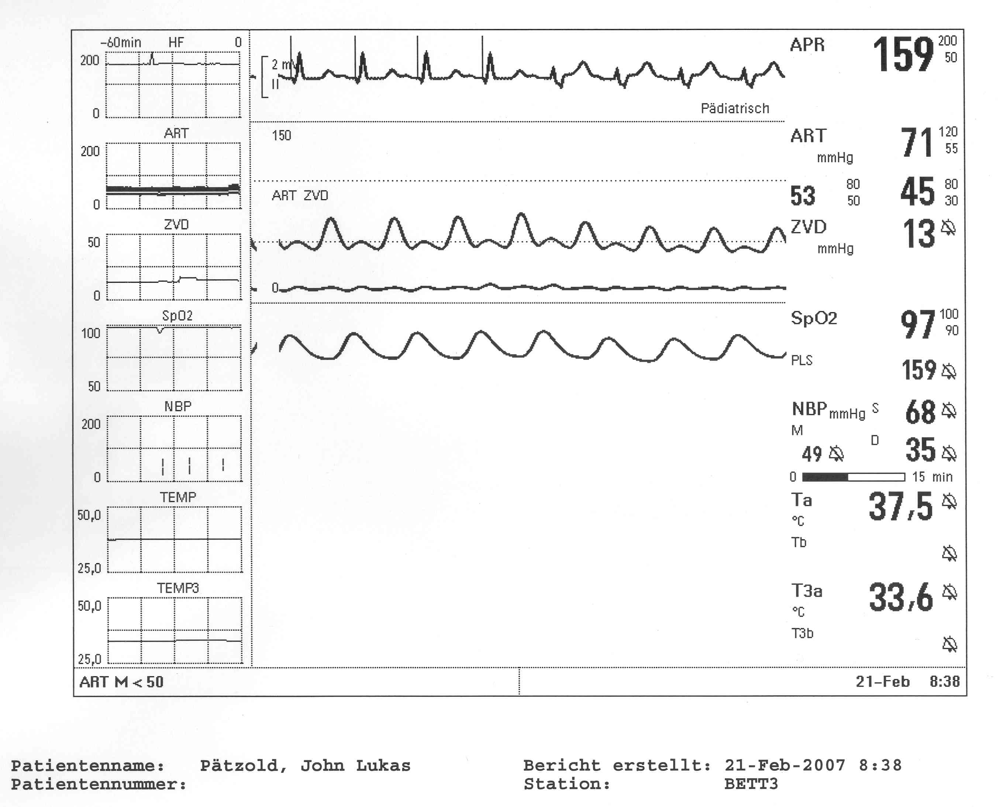 -60min HF 0
200
0
ART
200
0
ZVD
50
0
SpO2
100
50
NBP
200
0
TEMP
50,0
25,0
TEMP3
50,0
25,0
2 mV
II
Pädiatrisch
150
ART ZVD
0
APR 159 200
50
ART 71 120
mmHg 55
53 80 45 80
50 30
ZVD 13
mmHg
SpO2 97 100
90
PLS 159
NBP mmHg S 68
M
49 D 35
0 15 min
Ta 37,5
°C
Tb
T3a 33,6
°C
T3b
ART M < 50
21-Feb 8:38
Patientenname: Pätzold, John Lukas Bericht erstellt: 21-Feb-2007 8:38
Patientennummer: Station: BETT3